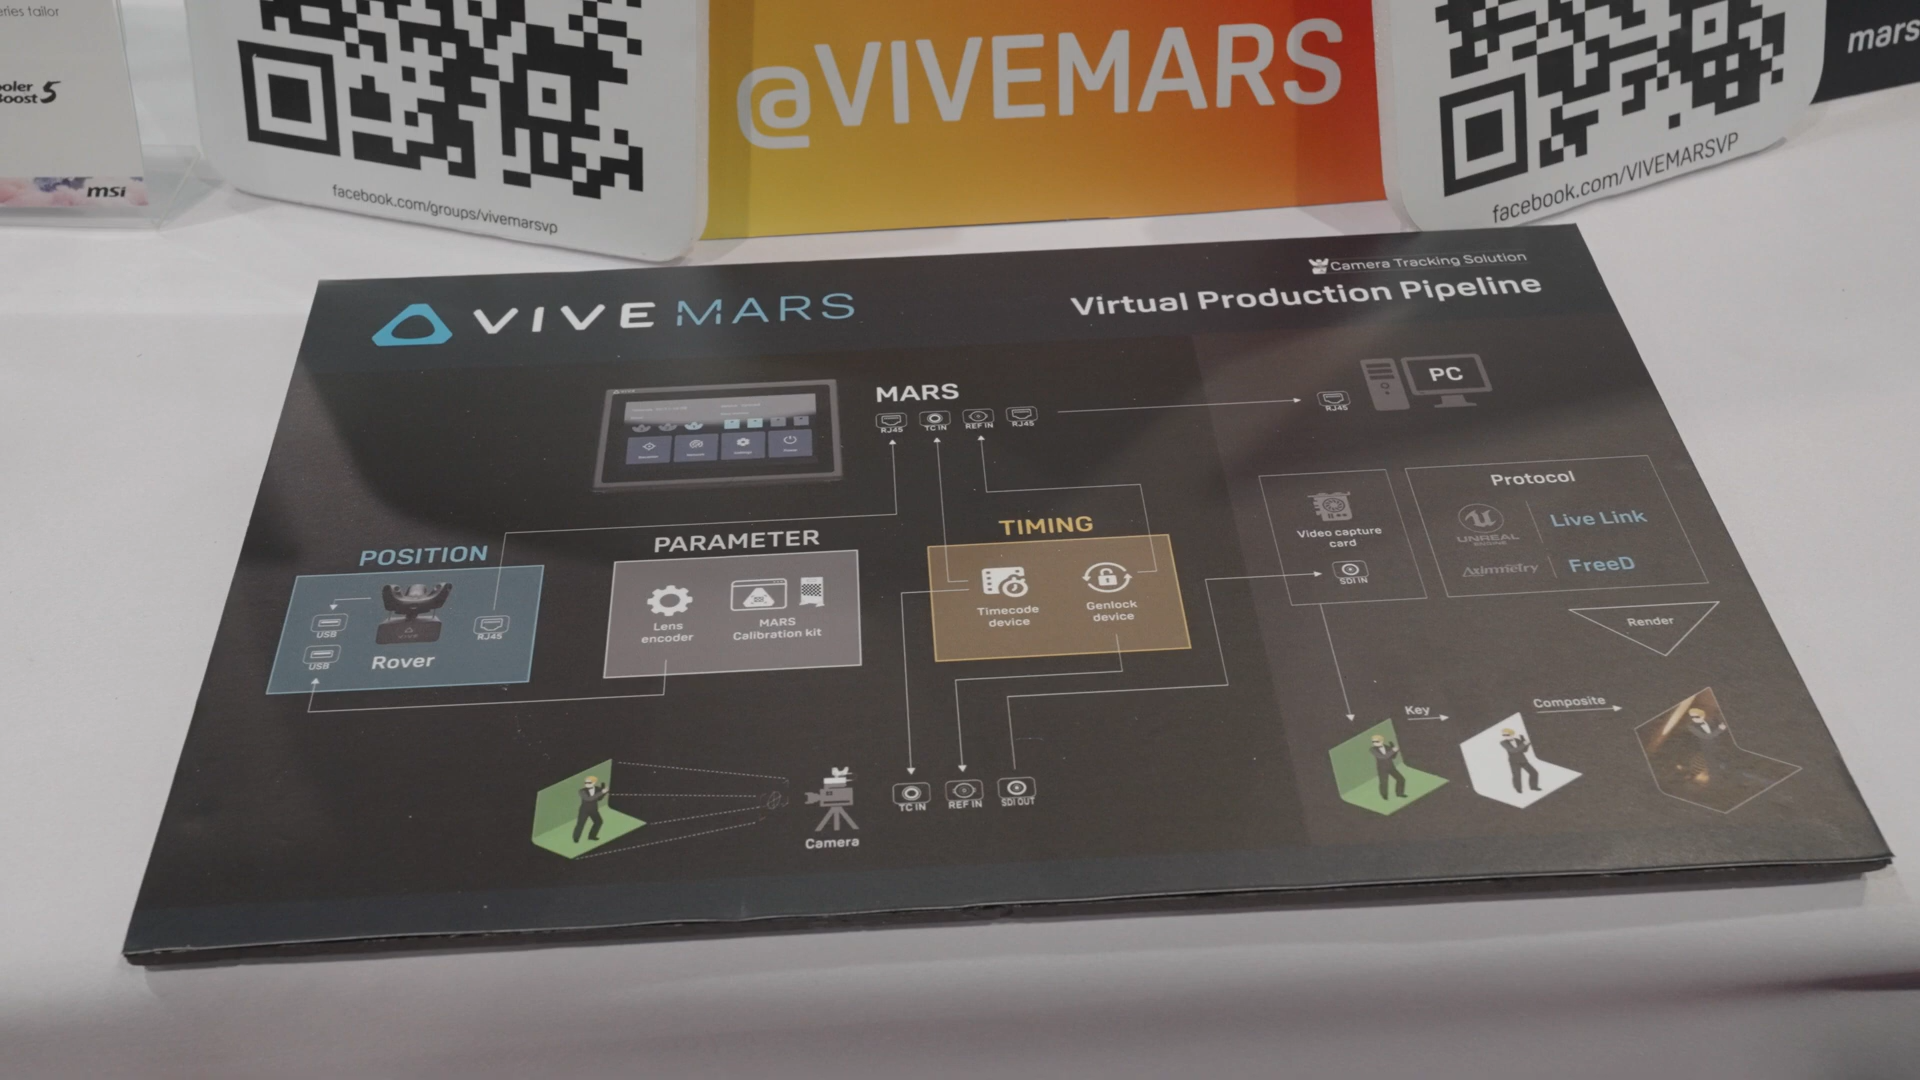 eries tailor
ooler
oost 5
msi
facebook.com/groups/vivemarsvp
@VIVEMARS
facebook.com/VIVEMARSVP
mars
VIVE MARS
Camera Tracking Solution
Virtual Production Pipeline
MARS
RJ45
TC IN
REF IN
RJ45
RJ45
PC
POSITION
USB
USB
Rover
VIVE
RJ45
PARAMETER
Lens
encoder
MARS
Calibration kit
TIMING
Timecode
device
Genlock
device
Video capture
card
SDI IN
Protocol
UNREAL
ENGINE
Live Link
Aximmetry
FreeD
Render
Key
Composite
Camera
TC IN
REF IN
SDI OUT